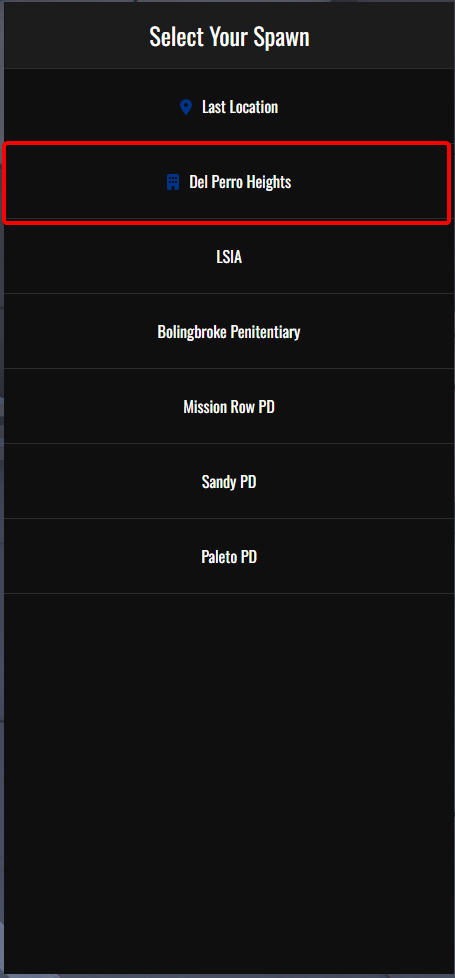 Select Your Spawn
Last Location
Del Perro Heights
LSIA
Bolingbroke Penitentiary
Mission Row PD
Sandy PD
Paleto PD